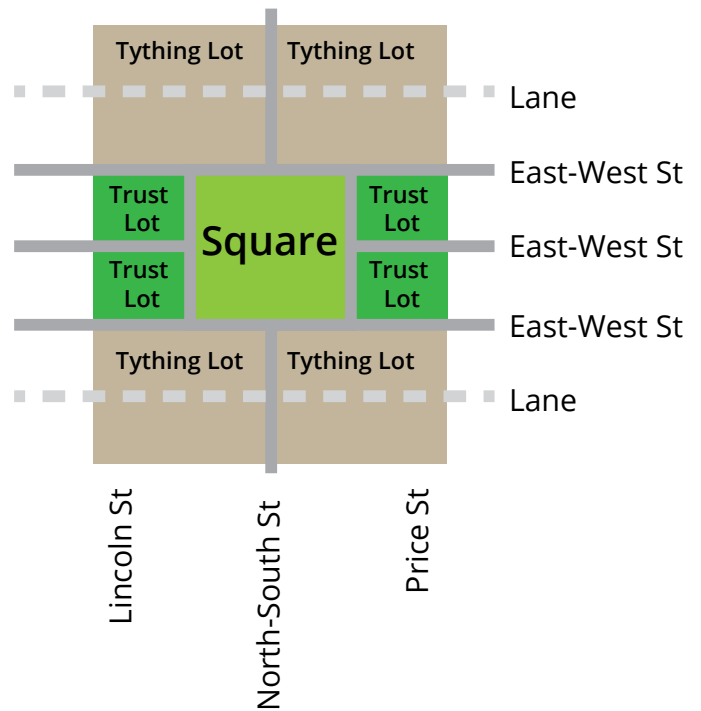 Tything Lot Tything Lot
Lane
East-West St
Trust
Lot
Square
Trust
Lot
East-West St
Trust
Lot
Trust
Lot
East-West St
Tything Lot Tything Lot
Lane
Lincoln St
North-South St
Price St